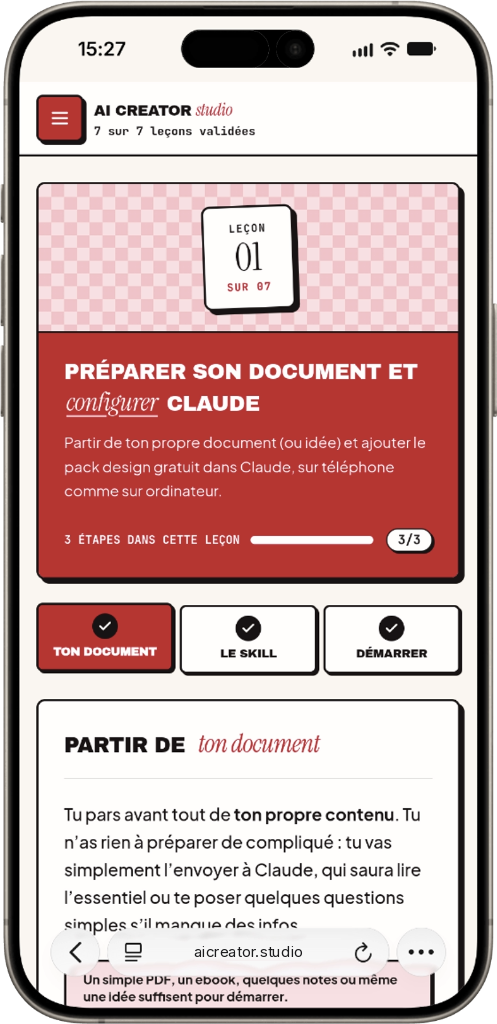 15:27
AI CREATOR studio
7 sur 7 leçons validées
LEÇON
01
SUR 07
PRÉPARER SON DOCUMENT ET
configurer CLAUDE
Partir de ton propre document (ou idée) et ajouter le
pack design gratuit dans Claude, sur téléphone
comme sur ordinateur.
3 ÉTAPES DANS CETTE LEÇON 3/3
TON DOCUMENT
LE SKILL
DÉMARRER
PARTIR DE ton document
Tu pars avant tout de ton propre contenu. Tu
n’as rien à préparer de compliqué : tu vas
simplement l’envoyer à Claude, qui saura lire
l’essentiel ou te poser quelques questions
simples s’il manque des infos.
aicreator.studio
Un simple PDF, un ebook, quelques notes ou même
une idée suffisent pour démarrer.